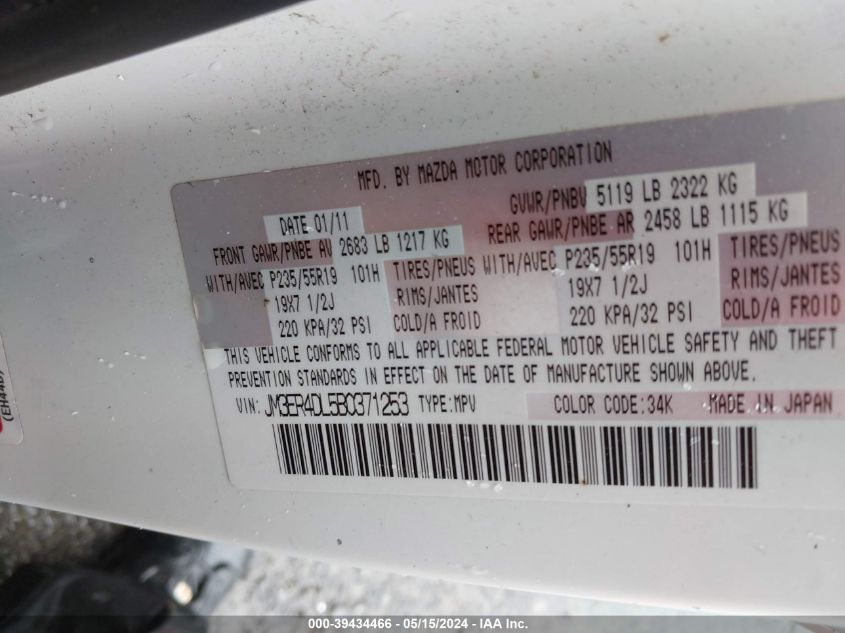 MFD. BY MAZDA MOTOR CORPORATION
DATE 01/11 GVWR/PNBV 5119 LB 2322 KG
FRONT GAWR/PNBE AV 2683 LB 1217 KG REAR GAWR/PNBE AR 2458 LB 1115 KG
WITH/AVEC P235/55R19 101H TIRES/PNEUS WITH/AVEC P235/55R19 101H TIRES/PNEUS
19X7 1/2J RIMS/JANTES 19X7 1/2J RIMS/JANTES
220 KPA/32 PSI COLD/A FROID 220 KPA/32 PSI COLD/A FROID
THIS VEHICLE CONFORMS TO ALL APPLICABLE FEDERAL MOTOR VEHICLE SAFETY AND THEFT
PREVENTION STANDARDS IN EFFECT ON THE DATE OF MANUFACTURE SHOWN ABOVE.
VIN: JM3ER4DL5B0371253 TYPE:MPV COLOR CODE:34K MADE IN JAPAN
(EH44B)
000-39434466 - 05/15/2024 - IAA Inc.